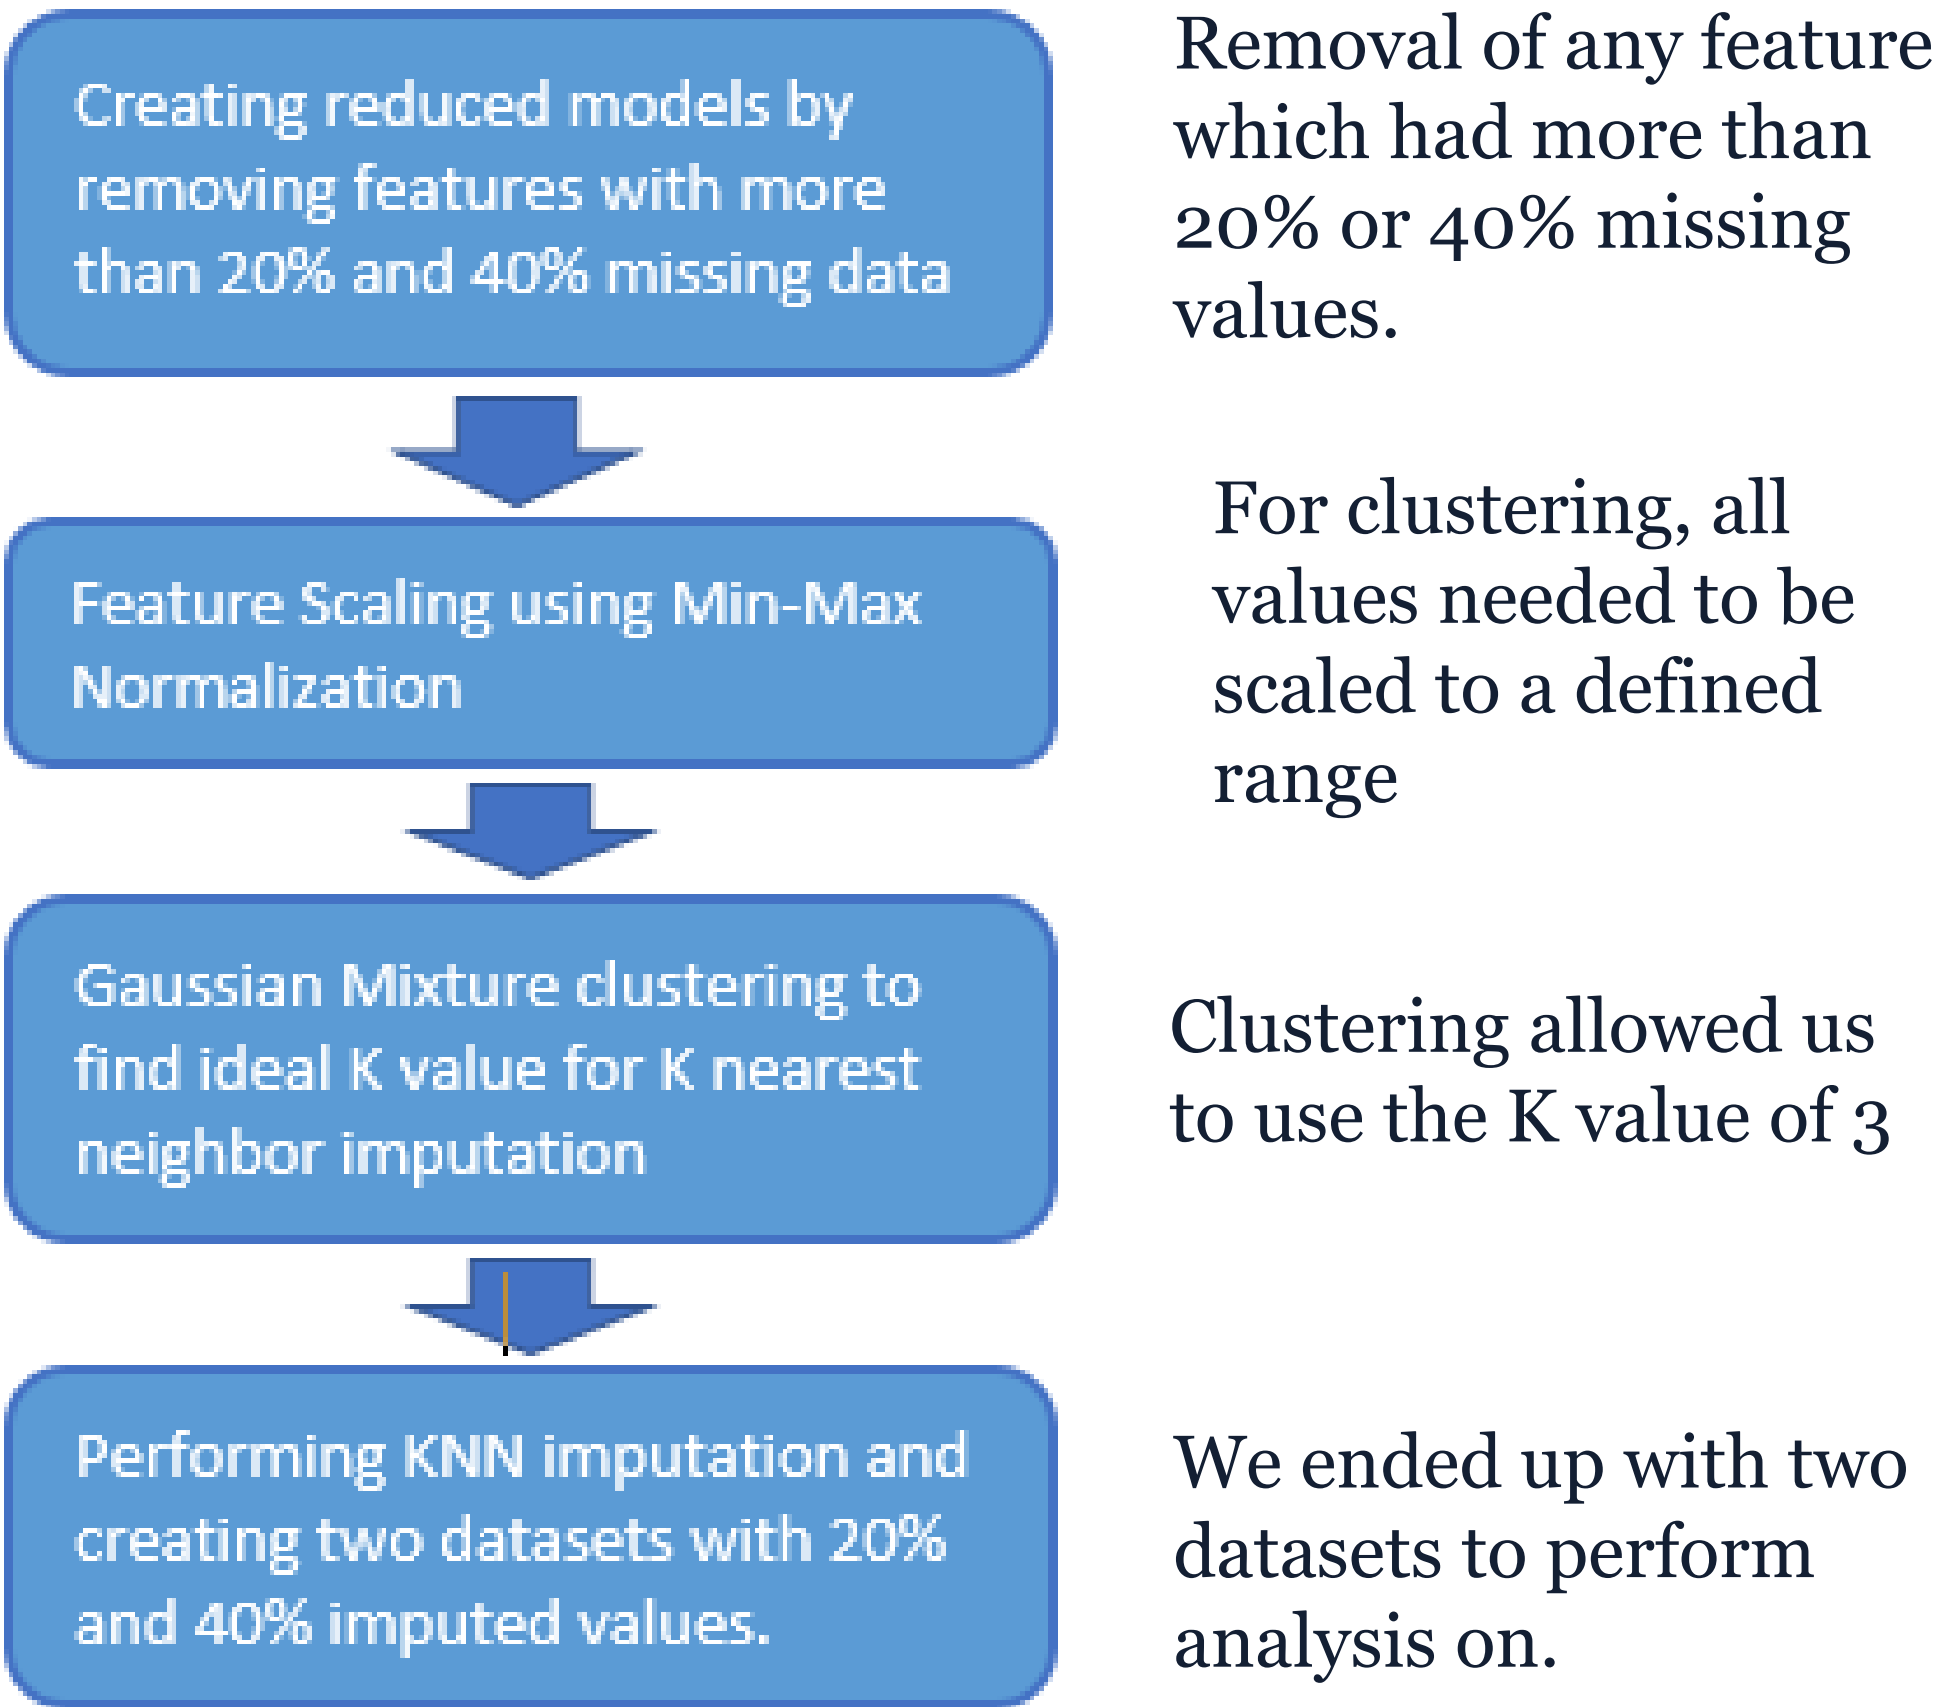 Creating reduced models by
removing features with more
than 20% and 40% missing data
Removal of any feature
which had more than
20% or 40% missing
values.
Feature Scaling using Min-Max
Normalization
For clustering, all
values needed to be
scaled to a defined
range
Gaussian Mixture clustering to
find ideal K value for K nearest
neighbor imputation
Clustering allowed us
to use the K value of 3
Performing KNN imputation and
creating two datasets with 20%
and 40% imputed values.
We ended up with two
datasets to perform
analysis on.